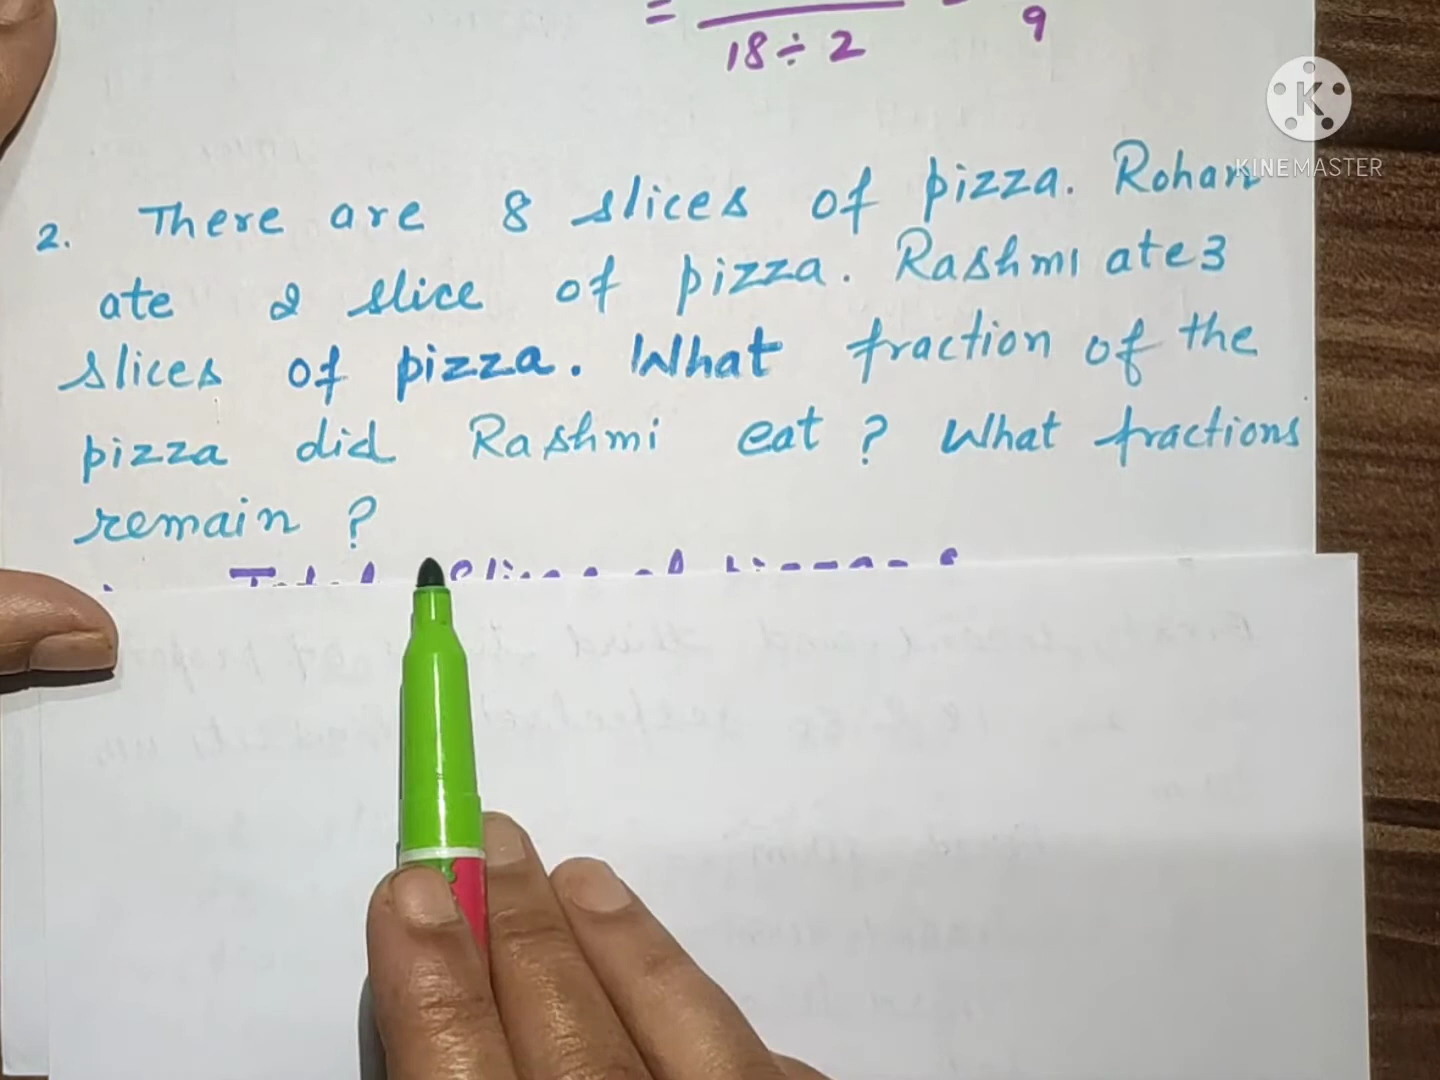 = 18 ÷ 2 9
KINEMASTER
2. There are 8 slices of pizza. Rohan
ate 2 slice of pizza. Rashmi ate 3
slices of pizza. What fraction of the
pizza did Rashmi eat ? What fractions
remain ?